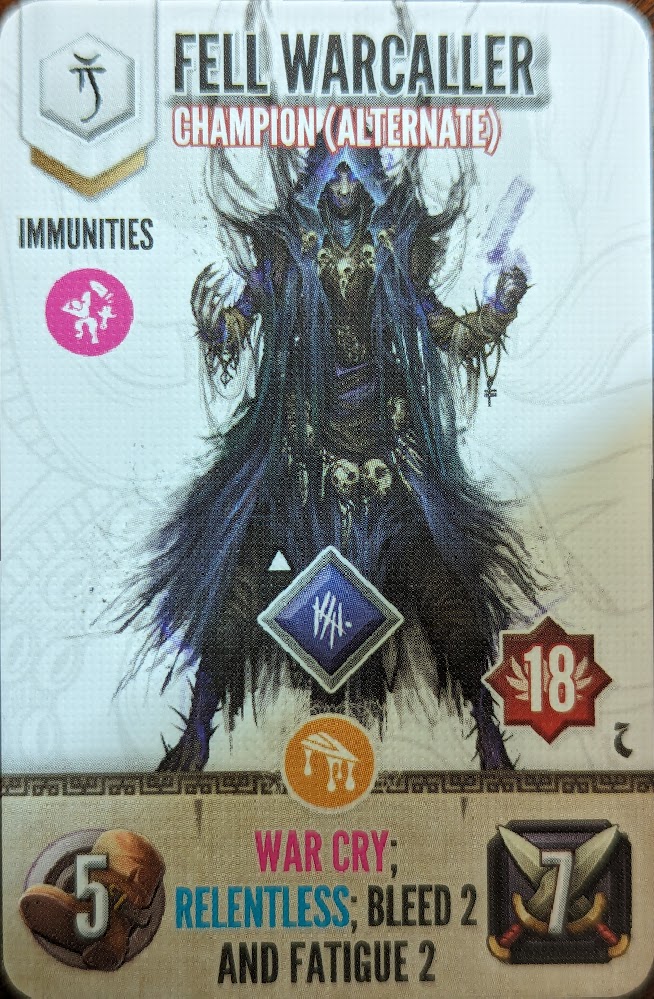 FELL WARCALLER
CHAMPION (ALTERNATE)
IMMUNITIES
18
5
WAR CRY;
RELENTLESS; BLEED 2
AND FATIGUE 2
7